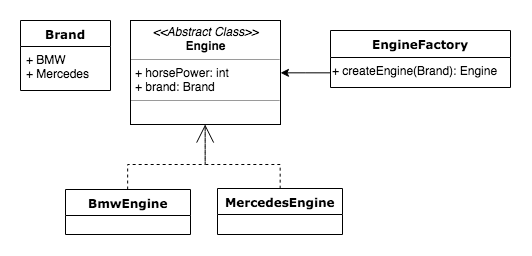 Brand
+ BMW
+ Mercedes
<<Abstract Class>>
Engine
+ horsePower: int
+ brand: Brand
EngineFactory
+ createEngine(Brand): Engine
BmwEngine
MercedesEngine